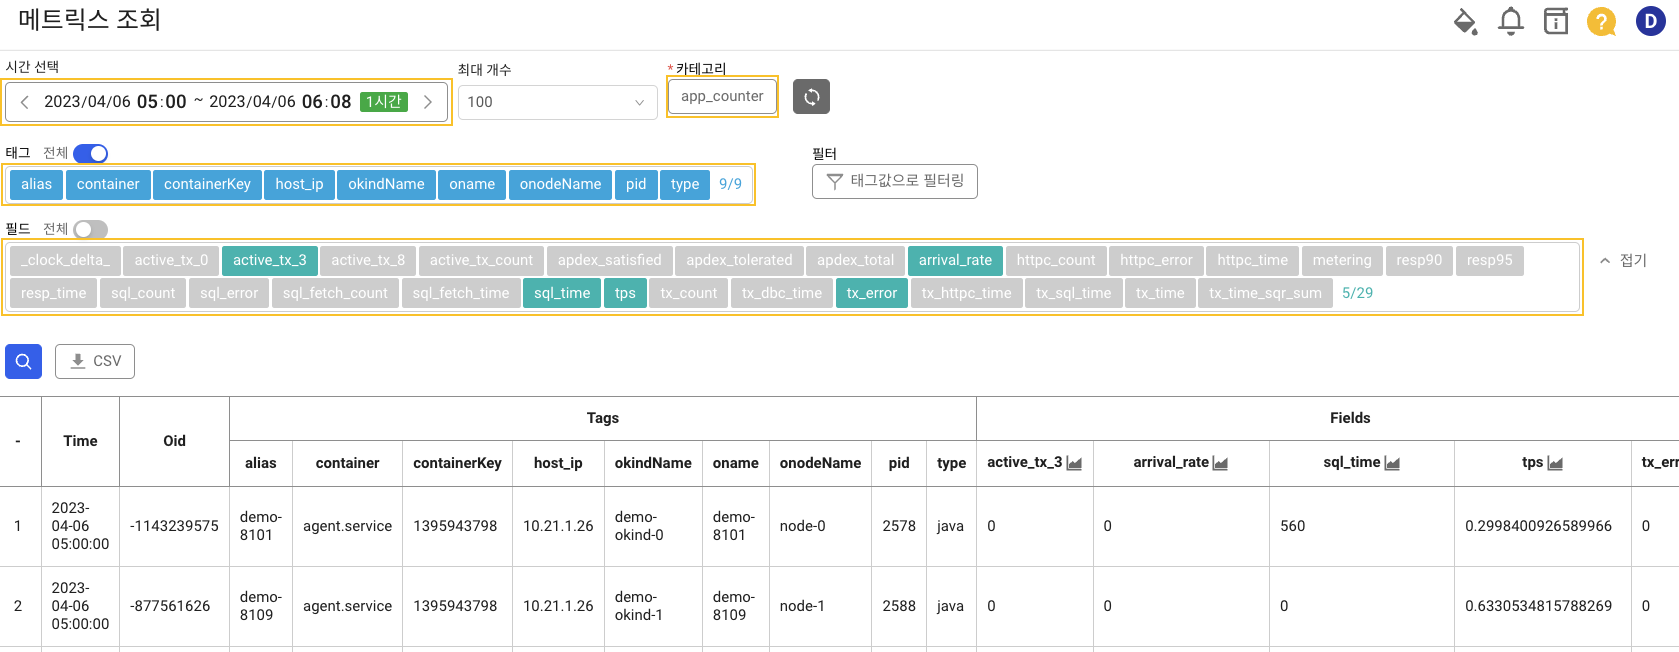 메트릭스 조회
? D
시간 선택
최대 개수
* 카테고리
2023/04/06 05:00 ~ 2023/04/06 06:08 1시간
100
app_counter
태그 전체
필터
alias container containerKey host_ip okindName oname onodeName pid type 9/9
태그값으로 필터링
필드 전체
_clock_delta_ active_tx_0 active_tx_3 active_tx_8 active_tx_count apdex_satisfied apdex_tolerated apdex_total arrival_rate httpc_count httpc_error httpc_time metering resp90 resp95
접기
resp_time sql_count sql_error sql_fetch_count sql_fetch_time sql_time tps tx_count tx_dbc_time tx_error tx_httpc_time tx_sql_time tx_time tx_time_sqr_sum 5/29
CSV
- Time Oid Tags Fields
alias container containerKey host_ip okindName oname onodeName pid type active_tx_3 arrival_rate sql_time tps tx_err
1 2023-04-06 05:00:00 -1143239575 demo-8101 agent.service 1395943798 10.21.1.26 demo-okind-0 demo-8101 node-0 2578 java 0 0 560 0.2998400926589966 0
2 2023-04-06 05:00:00 -877561626 demo-8109 agent.service 1395943798 10.21.1.26 demo-okind-1 demo-8109 node-1 2588 java 0 0 0 0.6330534815788269 0